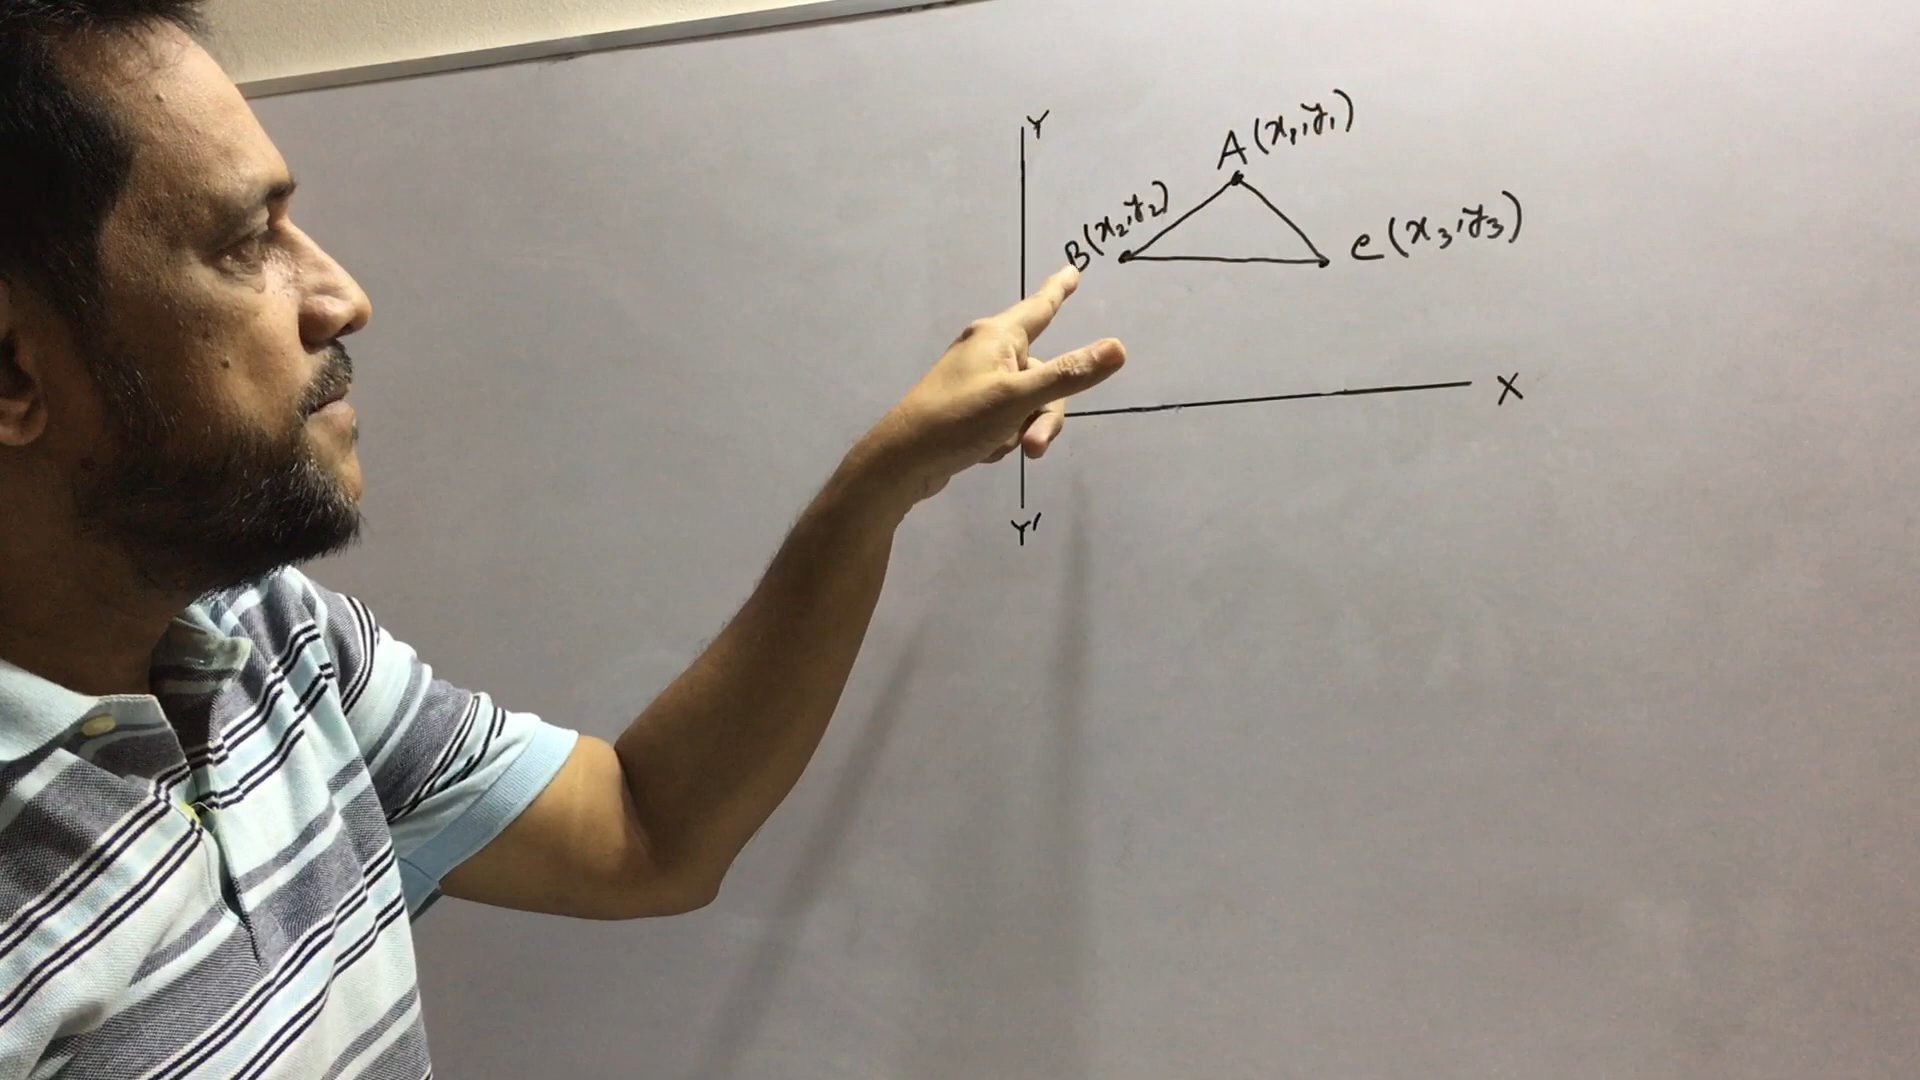 Y
A(x₁,y₁)
B(x₂,y₂)
C(x₃,y₃)
X
Y'